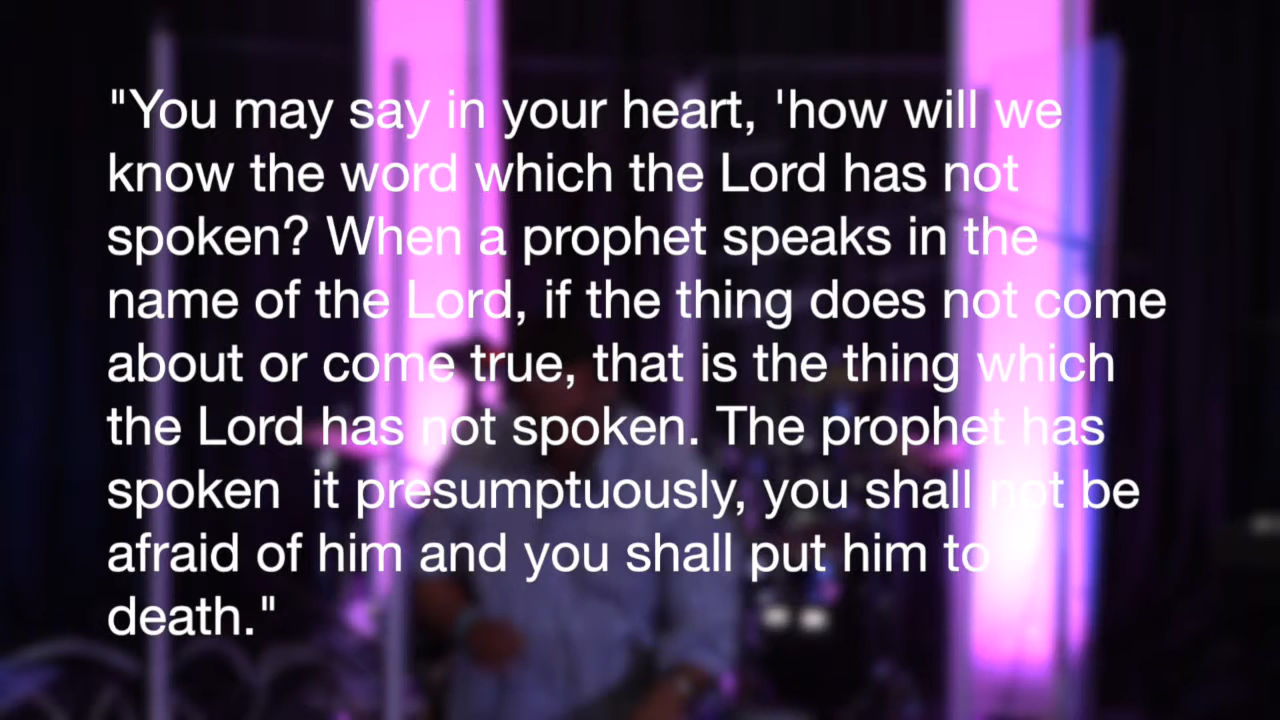 "You may say in your heart, 'how will we
know the word which the Lord has not
spoken? When a prophet speaks in the
name of the Lord, if the thing does not come
about or come true, that is the thing which
the Lord has not spoken. The prophet has
spoken  it presumptuously, you shall not be
afraid of him and you shall put him to
death."